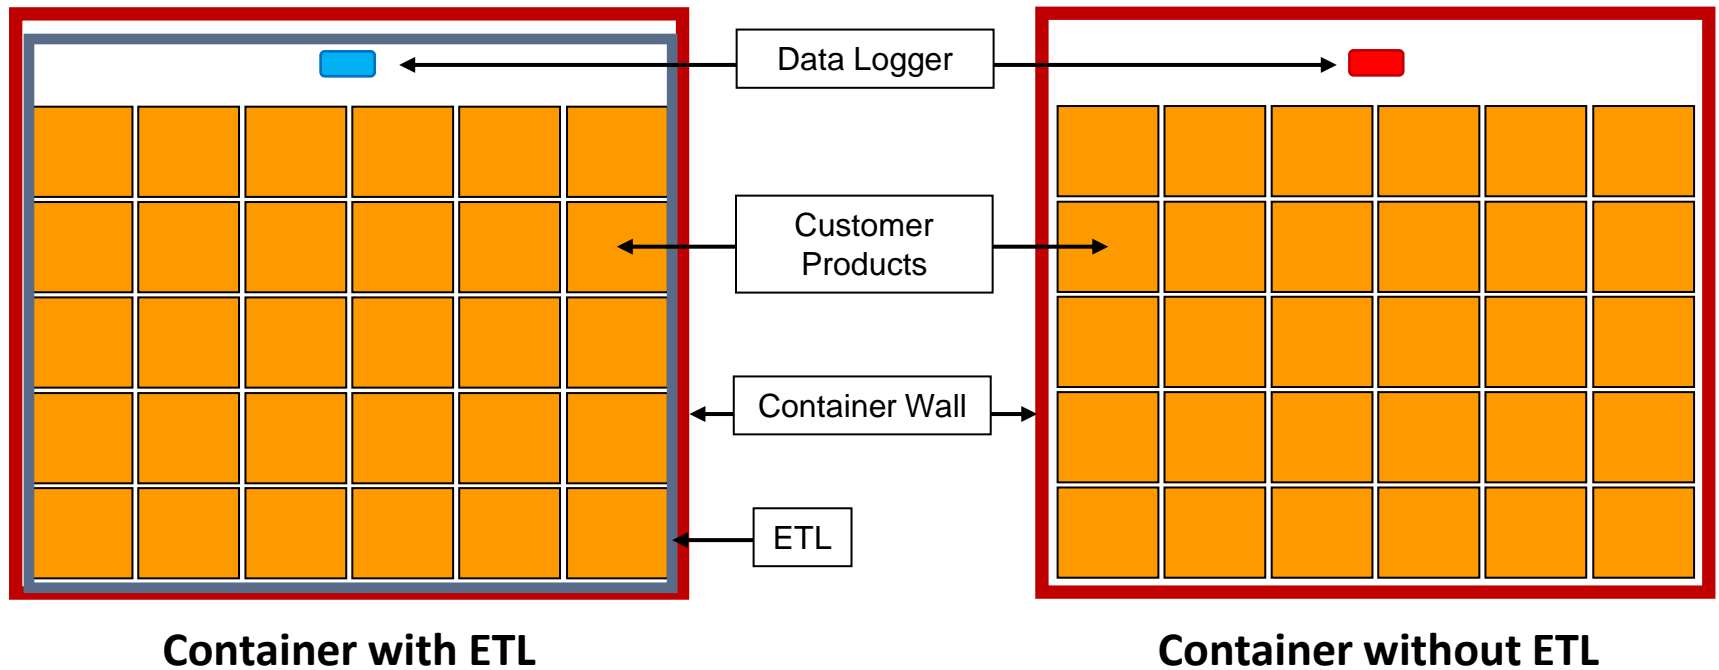 Data Logger
Customer
Products
Container Wall
ETL
Container with ETL
Container without ETL